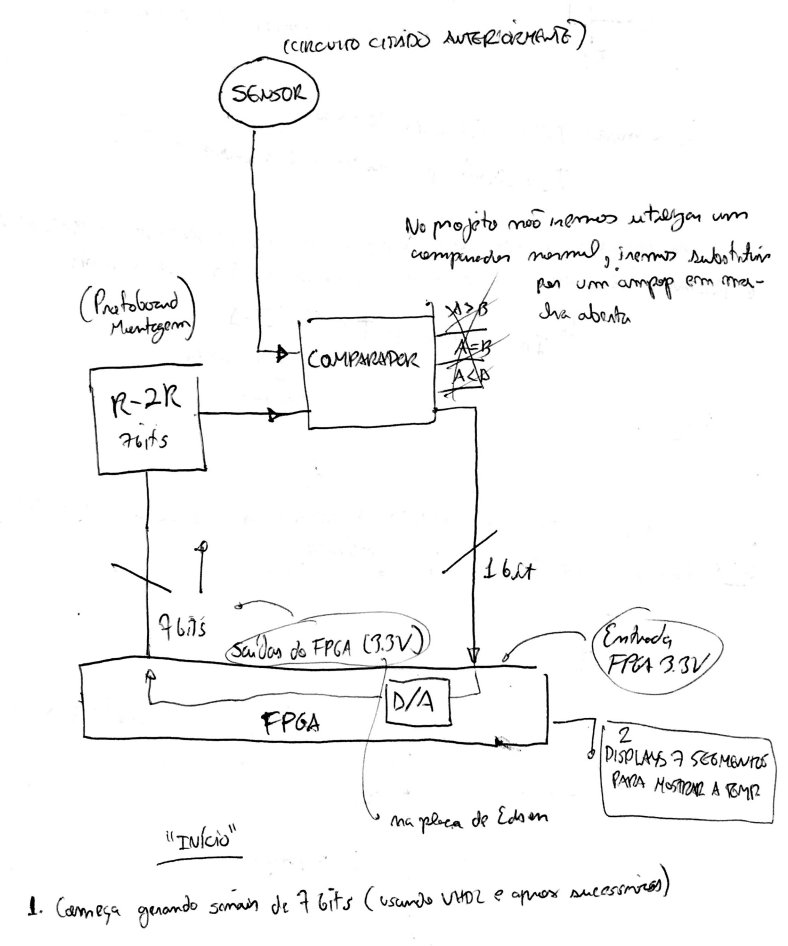 (CIRCUITO CITADO ANTERIORMENTE)
SENSOR
No projeto não iremos utilizar um
comparador normal, iremos substituir
por um ampop em ma-
lha aberta
(Protoboard
Montagem)
A>B
A=B
A<B
COMPARADOR
R-2R
7bits
1 bit
7 bits
Saídas do FPGA (3.3V)
Entrada
FPGA 3.3V
D/A
FPGA
2
DISPLAYS 7 SEGMENTOS
PARA MOSTRAR A TEMP.
na placa de Edson
"INÍCIO"
1. Começa gerando sinais de 7 bits (usando VHDL e aprox sucessivas)